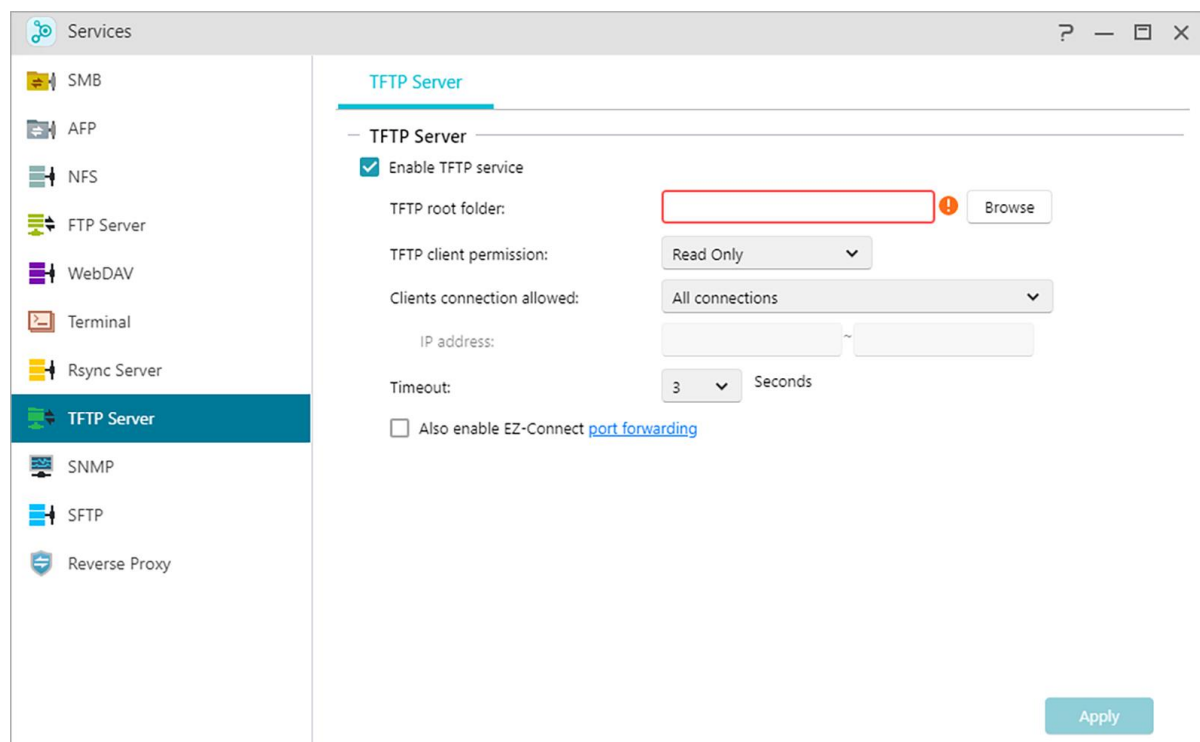 Services
SMB
AFP
NFS
FTP Server
WebDAV
Terminal
Rsync Server
TFTP Server
SNMP
SFTP
Reverse Proxy
TFTP Server
TFTP Server
Enable TFTP service
TFTP root folder: Browse
TFTP client permission: Read Only
Clients connection allowed: All connections
IP address: ~
Timeout: 3 Seconds
Also enable EZ-Connect port forwarding
Apply